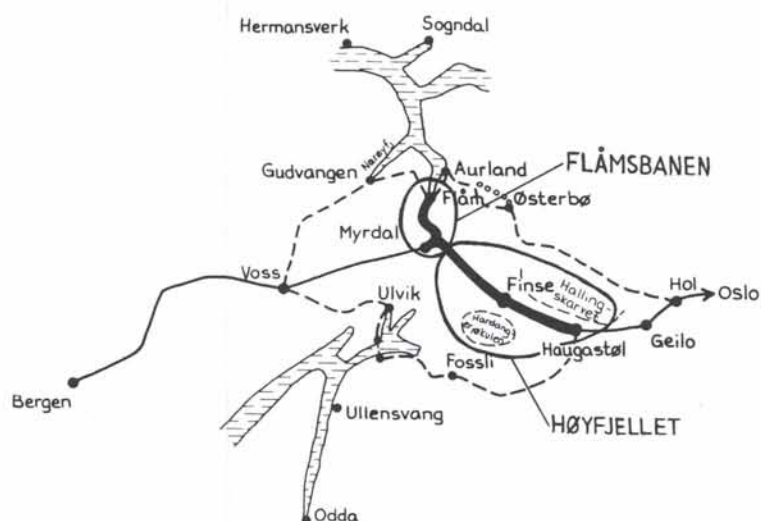 Hermansverk
Sogndal
Nærøyfj.
Gudvangen
Aurland
FLÅMSBANEN
Flåm
Østerbø
Myrdal
Voss
Ulvik
Finse
Halling-
skarvet
Hol
Oslo
Hardang-
erjøkulen
Haugastøl
Geilo
Fossli
Bergen
Ullensvang
HØYFJELLET
Odda